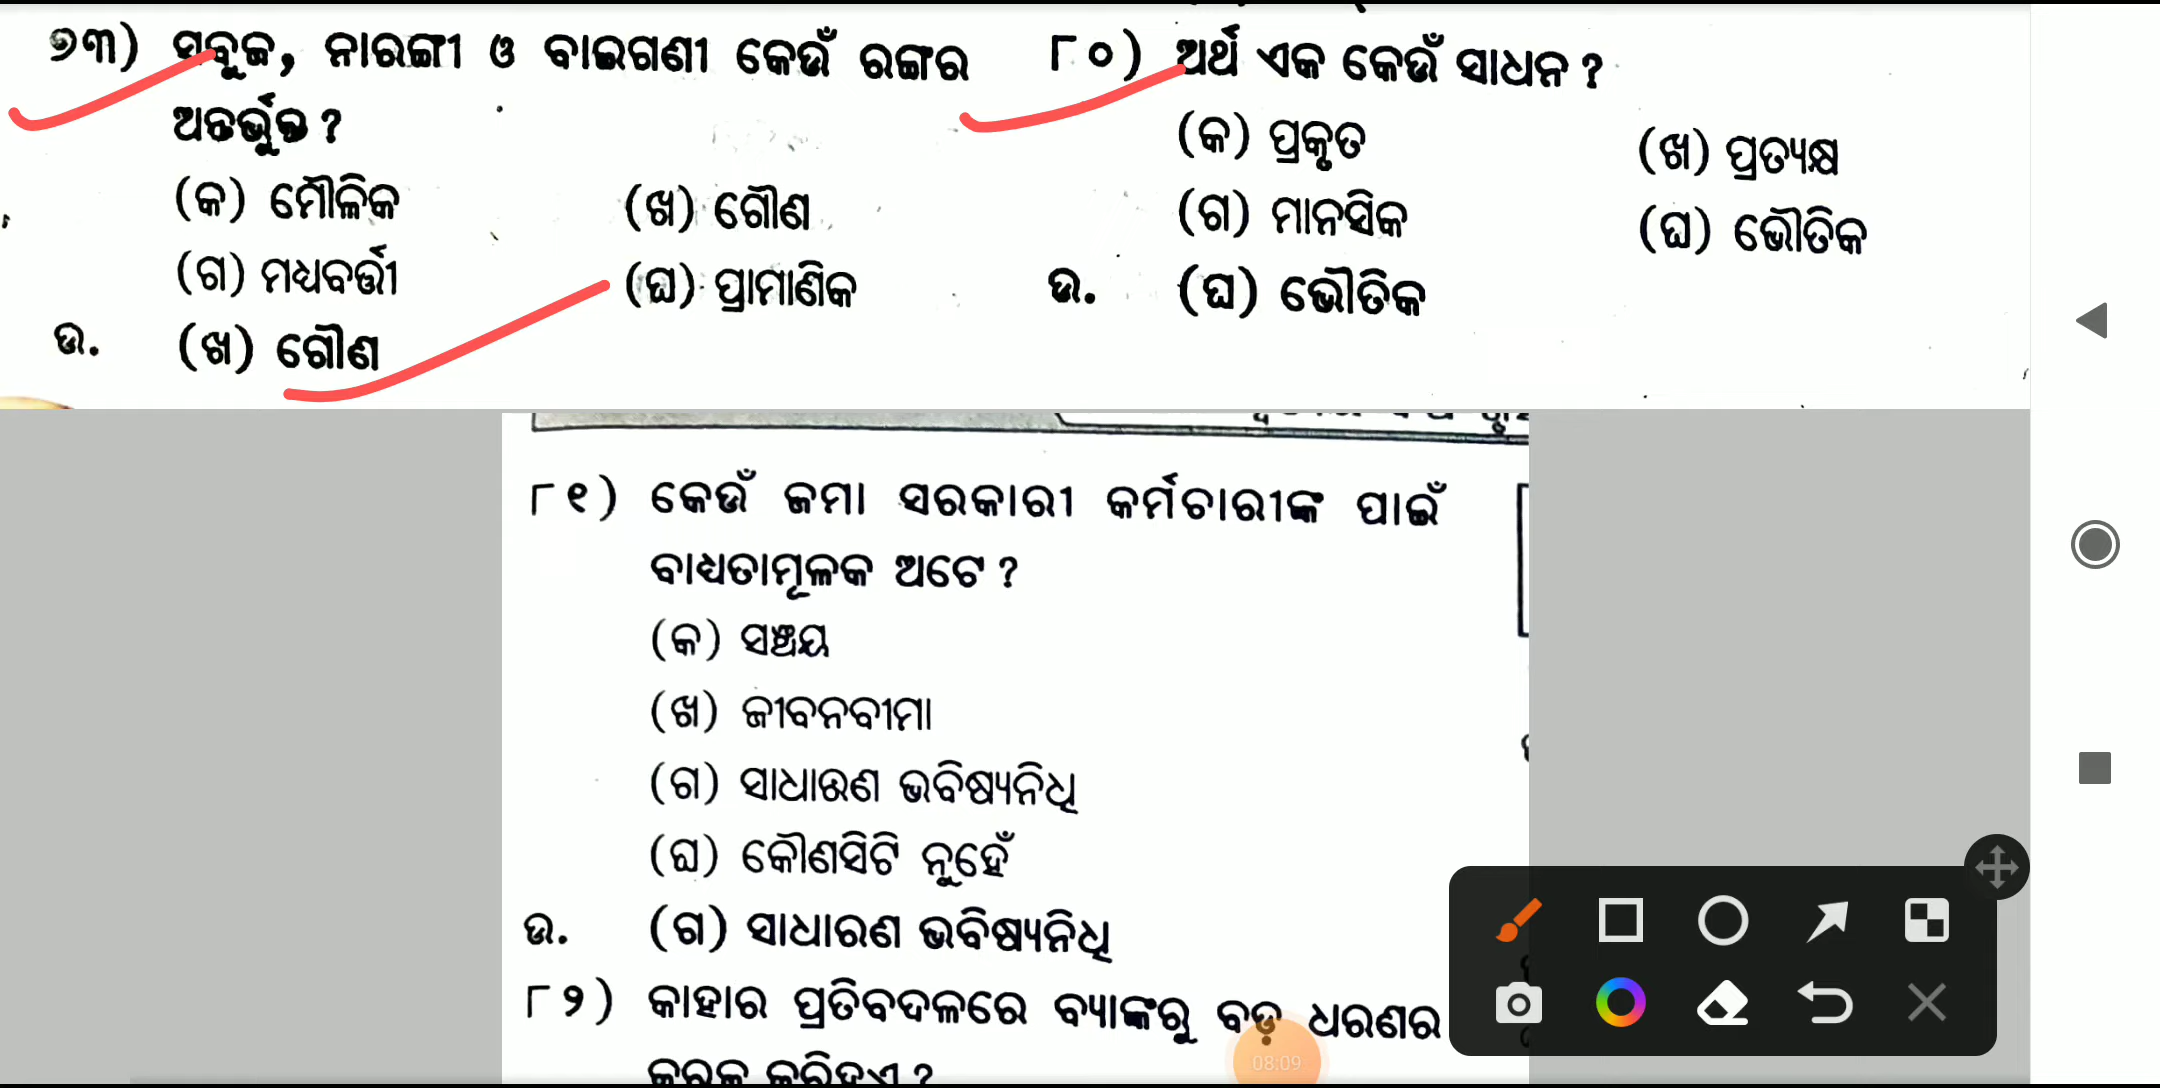 ୭୩) ସବୁଜ, ନାରଙ୍ଗୀ ଓ ବାଇଗଣୀ କେଉଁ ରଙ୍ଗର
ଅନ୍ତର୍ଭୁକ୍ତ ?
(କ) ମୌଳିକ
(ଖ) ଗୌଣ
(ଗ) ମଧ୍ୟବର୍ତ୍ତୀ
(ଘ) ପ୍ରାମାଣିକ
ଉ. (ଖ) ଗୌଣ
୮୦) ଅର୍ଥ ଏକ କେଉଁ ସାଧନ ?
(କ) ପ୍ରକୃତ
(ଖ) ପ୍ରତ୍ୟକ୍ଷ
(ଗ) ମାନସିକ
(ଘ) ଭୌତିକ
ଉ. (ଘ) ଭୌତିକ
୮୧) କେଉଁ ଜମା ସରକାରୀ କର୍ମଚାରୀଙ୍କ ପାଇଁ
ବାଧ୍ୟତାମୂଳକ ଅଟେ ?
(କ) ସଞ୍ଚୟ
(ଖ) ଜୀବନବୀମା
(ଗ) ସାଧାରଣ ଭବିଷ୍ୟନିଧି
(ଘ) କୌଣସିଟି ନୁହେଁ
ଉ. (ଗ) ସାଧାରଣ ଭବିଷ୍ୟନିଧି
୮୨) କାହାର ପ୍ରତିବଦଳରେ ବ୍ୟାଙ୍କରୁ ବଡ଼ ଧରଣର
08:09